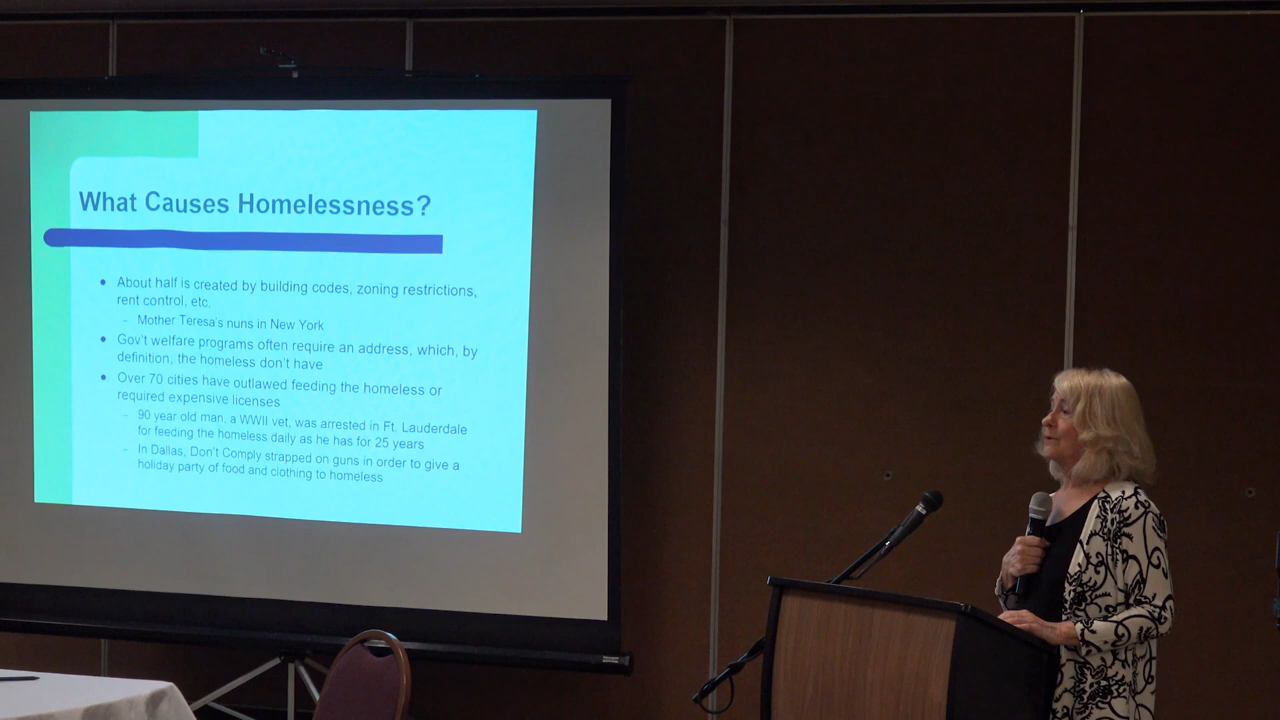 What Causes Homelessness?
• About half is created by building codes, zoning restrictions,
rent control, etc.
– Mother Teresa's nuns in New York
• Gov't welfare programs often require an address, which, by
definition, the homeless don't have
• Over 70 cities have outlawed feeding the homeless or
required expensive licenses
– 90 year old man, a WWII vet, was arrested in Ft. Lauderdale
for feeding the homeless daily as he has for 25 years
– In Dallas, Don't Comply strapped on guns in order to give a
holiday party of food and clothing to homeless